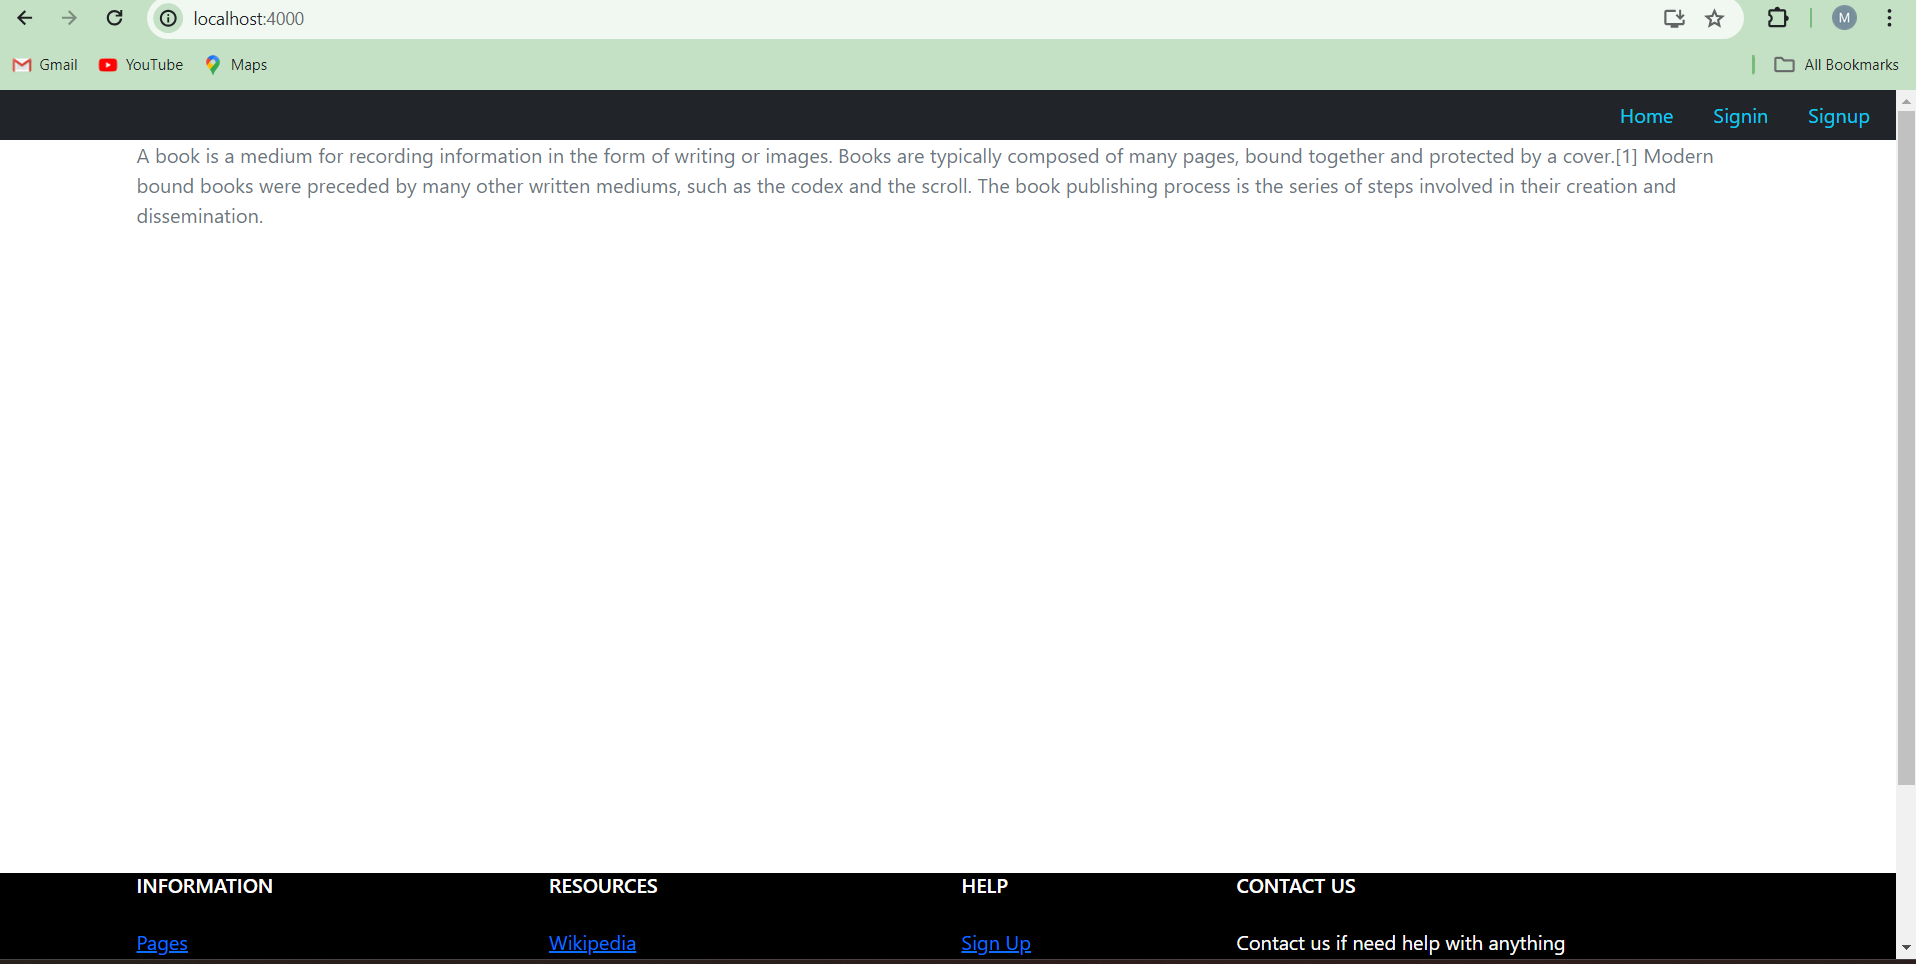 localhost:4000
M
Gmail YouTube Maps All Bookmarks
Home Signin Signup
A book is a medium for recording information in the form of writing or images. Books are typically composed of many pages, bound together and protected by a cover.[1] Modern
bound books were preceded by many other written mediums, such as the codex and the scroll. The book publishing process is the series of steps involved in their creation and
dissemination.
INFORMATION RESOURCES HELP CONTACT US
Pages Wikipedia Sign Up Contact us if need help with anything